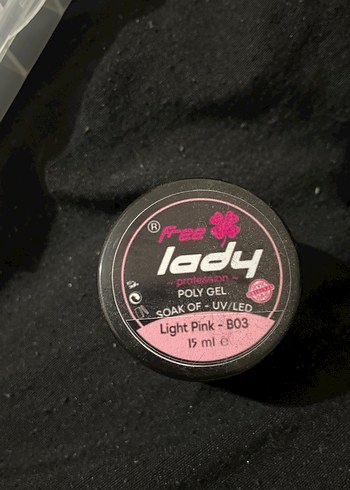 ® free
lady
~ profession ~
POLY GEL
SOAK OF - UV/LED
Light Pink - B03
15 ml e